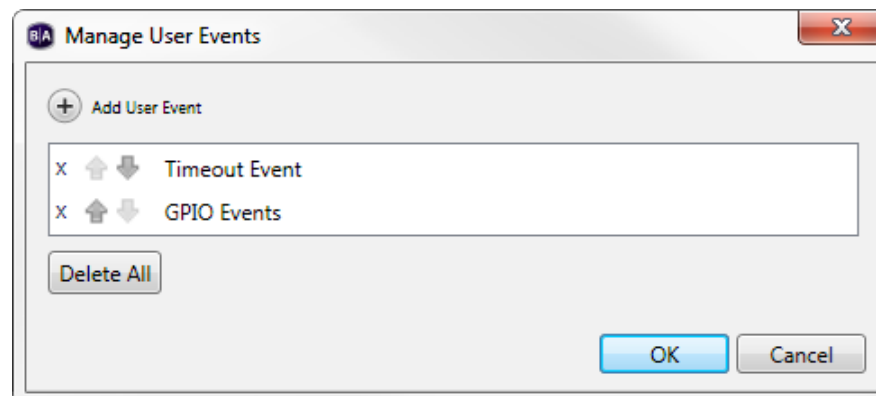 B|A Manage User Events
Add User Event
x Timeout Event
x GPIO Events
Delete All
OK Cancel